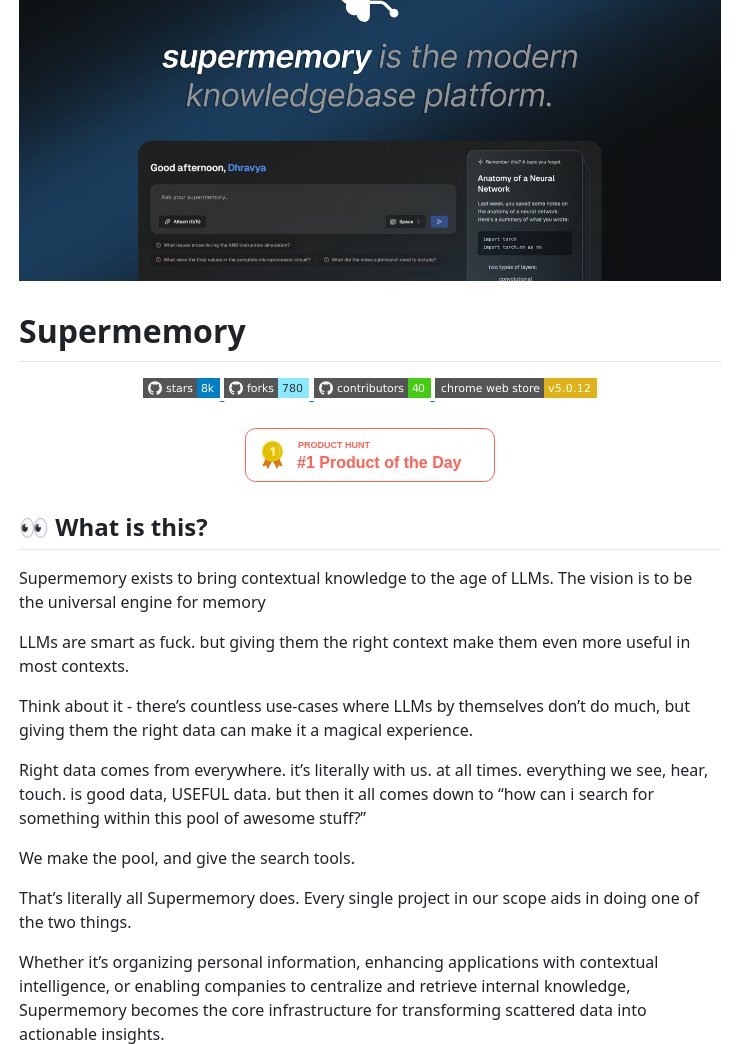 supermemory is the modern
knowledgebase platform.
Good afternoon, Dhravya
Ask your supermemory...
Attach (0/5)
Space
What issues arose during the AND instruction simulation?
What were the final values in the complete microprocessor circuit?
What did the video submission need to include?
Remember this? A topic you forgot.
Anatomy of a Neural
Network
Last week, you saved some notes on
the anatomy of a neural network.
Here's a summary of what you wrote:
import torch
import torch.nn as nn
two types of layers:
convolutional
Supermemory
stars 8k forks 780 contributors 40 chrome web store v5.0.12
1
PRODUCT HUNT
#1 Product of the Day
👀 What is this?
Supermemory exists to bring contextual knowledge to the age of LLMs. The vision is to be
the universal engine for memory
LLMs are smart as fuck. but giving them the right context make them even more useful in
most contexts.
Think about it - there’s countless use-cases where LLMs by themselves don’t do much, but
giving them the right data can make it a magical experience.
Right data comes from everywhere. it’s literally with us. at all times. everything we see, hear,
touch. is good data, USEFUL data. but then it all comes down to “how can i search for
something within this pool of awesome stuff?”
We make the pool, and give the search tools.
That’s literally all Supermemory does. Every single project in our scope aids in doing one of
the two things.
Whether it’s organizing personal information, enhancing applications with contextual
intelligence, or enabling companies to centralize and retrieve internal knowledge,
Supermemory becomes the core infrastructure for transforming scattered data into
actionable insights.